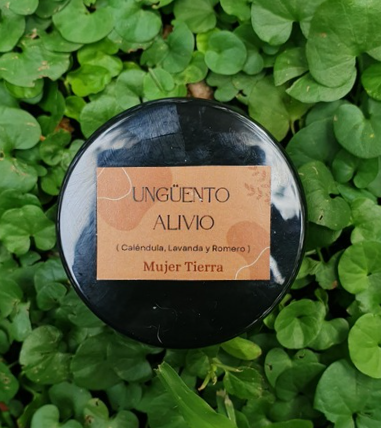 UNGÜENTO
ALIVIO
( Caléndula, Lavanda y Romero )
Mujer Tierra